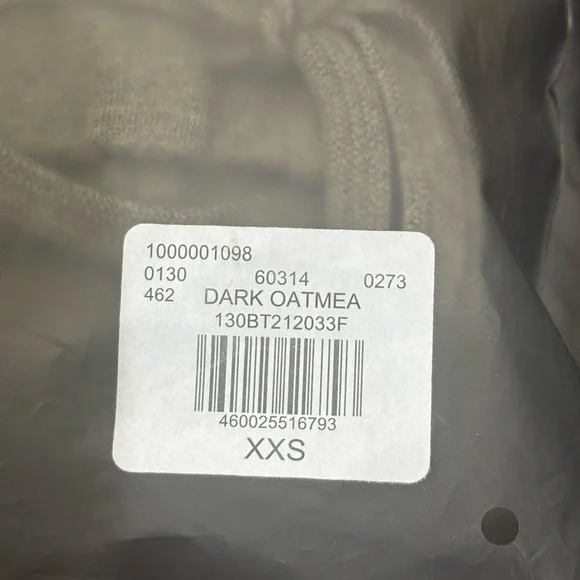 1000001098
0130 60314 0273
462 DARK OATMEA
130BT212033F
460025516793
XXS